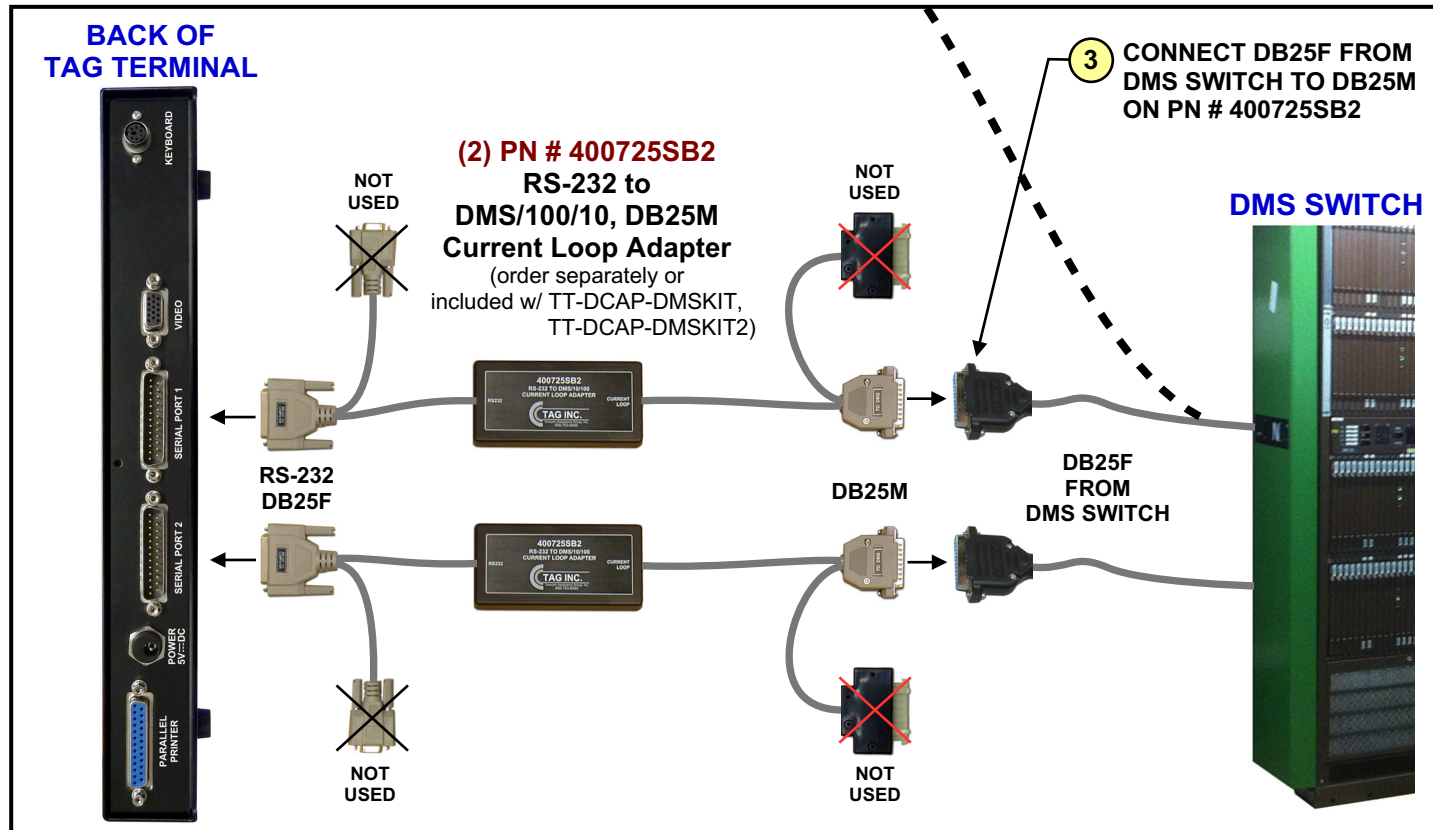 BACK OF
TAG TERMINAL
KEYBOARD
VIDEO
SERIAL PORT 1
SERIAL PORT 2
POWER
5V⎓DC
PARALLEL
PRINTER
NOT
USED
(2) PN # 400725SB2
RS-232 to
DMS/100/10, DB25M
Current Loop Adapter
(order separately or
included w/ TT-DCAP-DMSKIT,
TT-DCAP-DMSKIT2)
NOT
USED
3
CONNECT DB25F FROM
DMS SWITCH TO DB25M
ON PN # 400725SB2
DMS SWITCH
400725SB2
RS-232 TO DMS/10/100
CURRENT LOOP ADAPTER
RS232
CURRENT
LOOP
TAG INC.
TO DMS
RS-232
DB25F
DB25M
DB25F
FROM
DMS SWITCH
400725SB2
RS-232 TO DMS/10/100
CURRENT LOOP ADAPTER
RS232
CURRENT
LOOP
TAG INC.
TO DMS
NOT
USED
NOT
USED